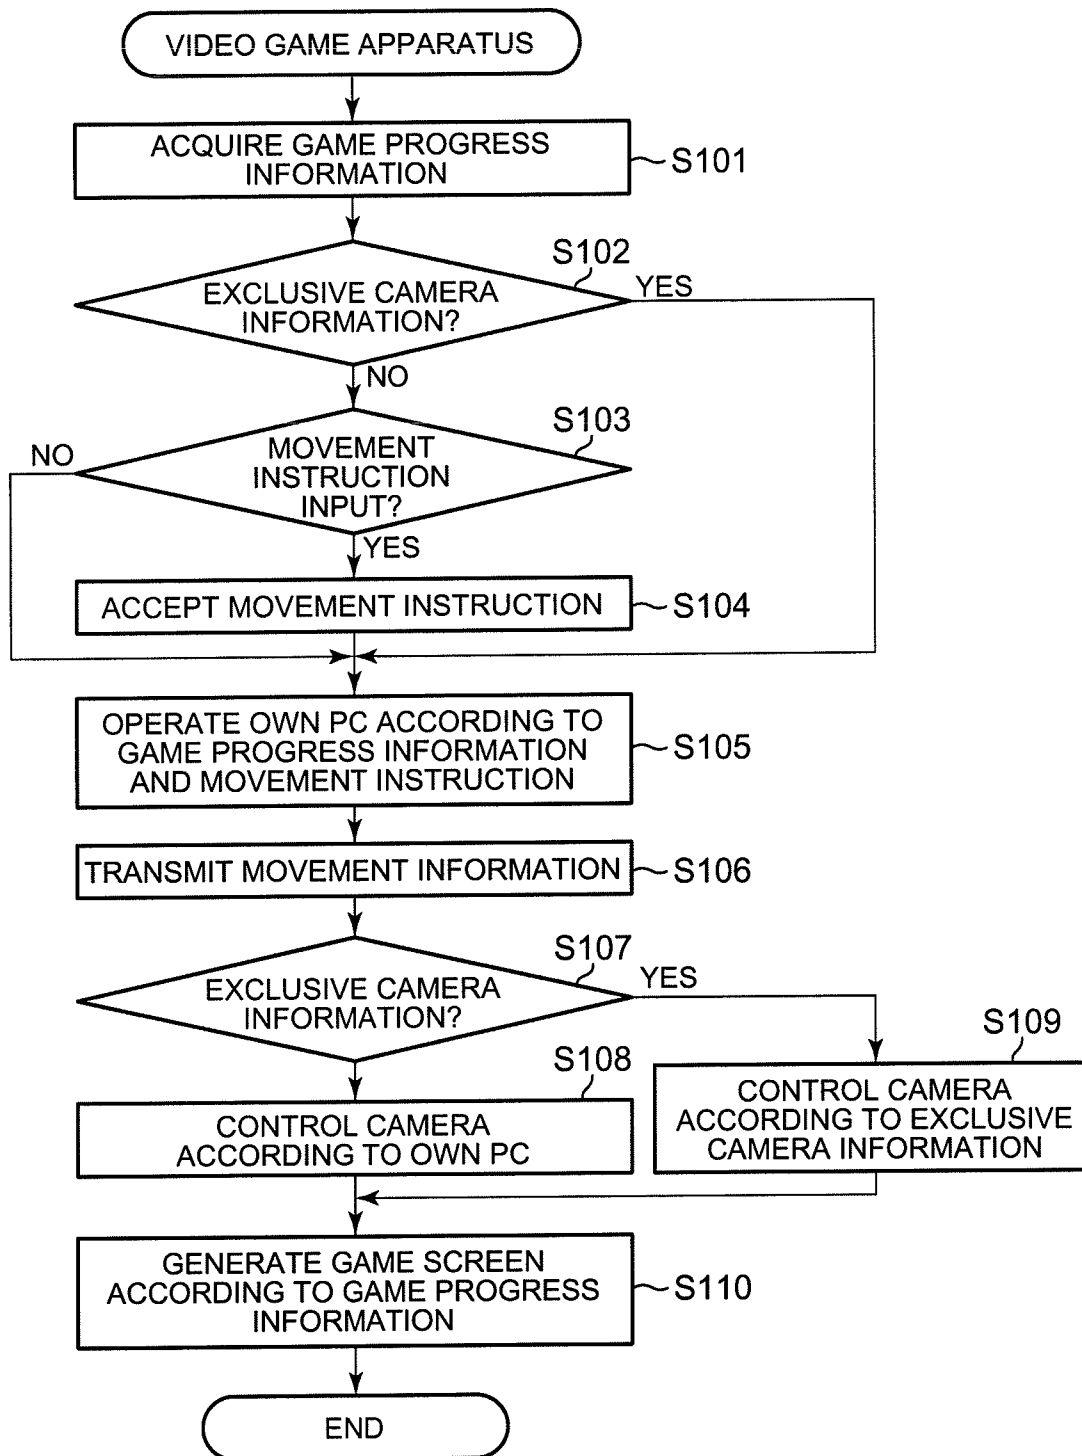 VIDEO GAME APPARATUS
ACQUIRE GAME PROGRESS
INFORMATION
S101
S102
EXCLUSIVE CAMERA
INFORMATION?
YES
NO
S103
MOVEMENT
INSTRUCTION
INPUT?
NO
YES
ACCEPT MOVEMENT INSTRUCTION
S104
OPERATE OWN PC ACCORDING TO
GAME PROGRESS INFORMATION
AND MOVEMENT INSTRUCTION
S105
TRANSMIT MOVEMENT INFORMATION
S106
S107
EXCLUSIVE CAMERA
INFORMATION?
YES
S108
CONTROL CAMERA
ACCORDING TO OWN PC
S109
CONTROL CAMERA
ACCORDING TO EXCLUSIVE
CAMERA INFORMATION
GENERATE GAME SCREEN
ACCORDING TO GAME PROGRESS
INFORMATION
S110
END